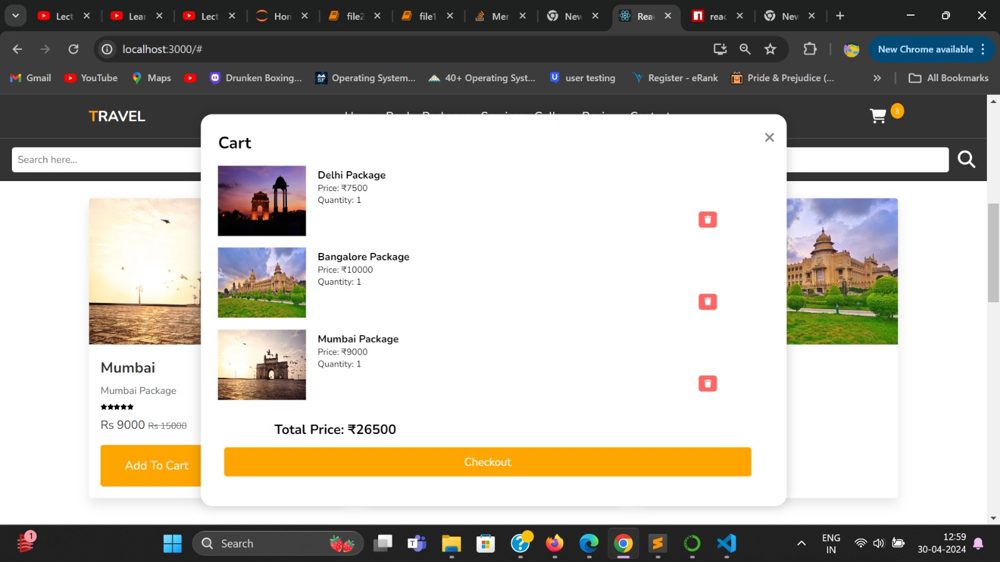 Lect
Lear
Lect
Hon
file2
file1
Mer
New
Reac
reac
New
localhost:3000/#
New Chrome available
Gmail
YouTube
Maps
Drunken Boxing...
Operating System...
40+ Operating Syst...
user testing
Register - eRank
Pride & Prejudice (...
All Bookmarks
TRAVEL
3
Search here...
Cart
Delhi Package
Price: ₹7500
Quantity: 1
Bangalore Package
Price: ₹10000
Quantity: 1
Mumbai Package
Price: ₹9000
Quantity: 1
Total Price: ₹26500
Checkout
Mumbai
Mumbai Package
Rs 9000 Rs 15000
Add To Cart
1
Search
ENG
IN
12:59
30-04-2024